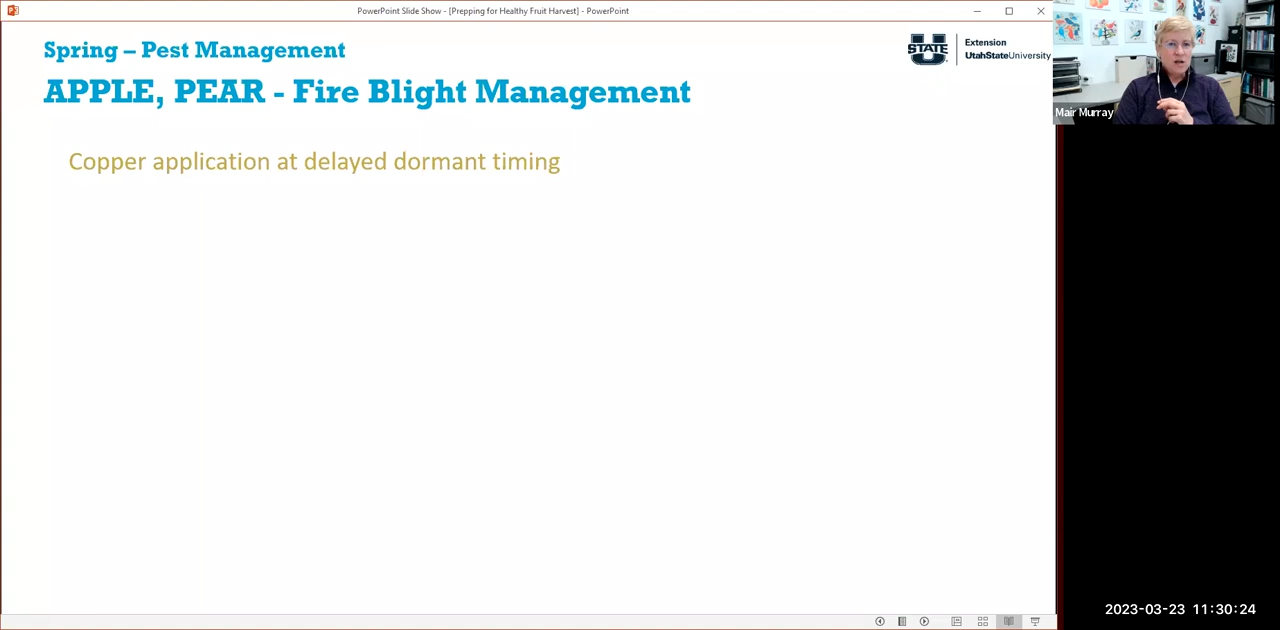 PowerPoint Slide Show - [Prepping for Healthy Fruit Harvest] - PowerPoint
Spring – Pest Management
APPLE, PEAR - Fire Blight Management
U STATE
Extension
UtahStateUniversity
Mair Murray
Copper application at delayed dormant timing
2023-03-23 11:30:24